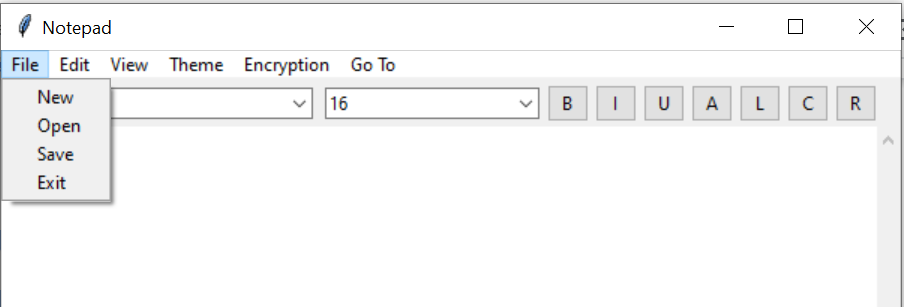 Notepad
File Edit View Theme Encryption Go To
16 B I U A L C R
New
Open
Save
Exit